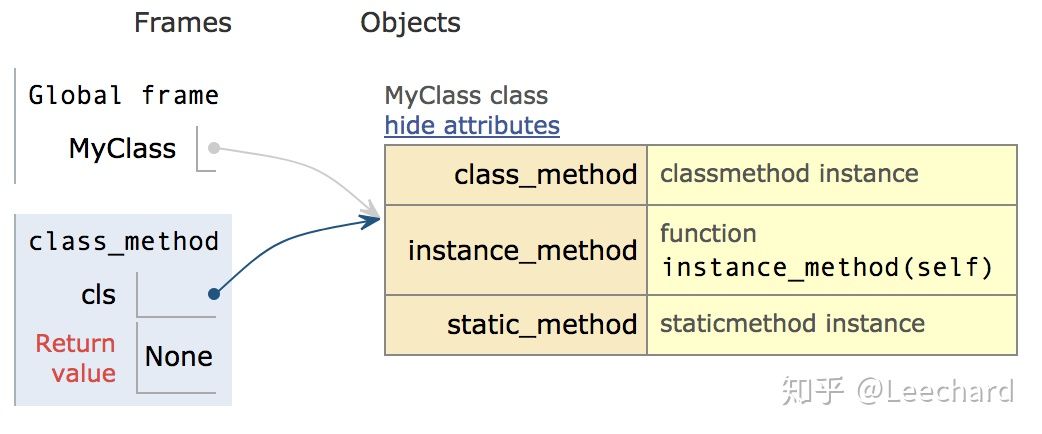 Frames
Objects
Global frame
MyClass
class_method
cls
Return
value
None
MyClass class
hide attributes
class_method
classmethod instance
instance_method
function
instance_method(self)
static_method
staticmethod instance
知乎 @Leechard